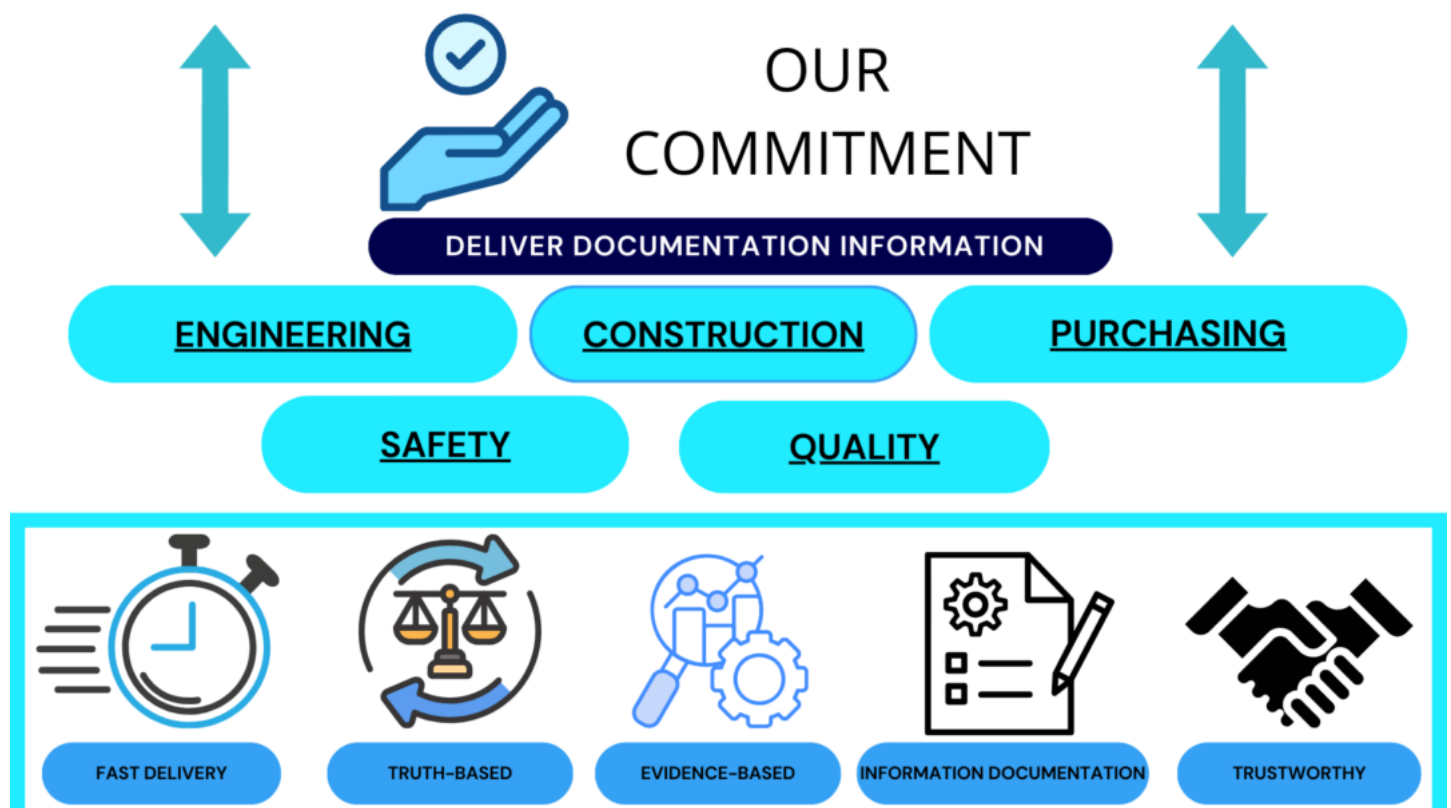 OUR
COMMITMENT
DELIVER DOCUMENTATION INFORMATION
ENGINEERING
CONSTRUCTION
PURCHASING
SAFETY
QUALITY
FAST DELIVERY
TRUTH-BASED
EVIDENCE-BASED
INFORMATION DOCUMENTATION
TRUSTWORTHY